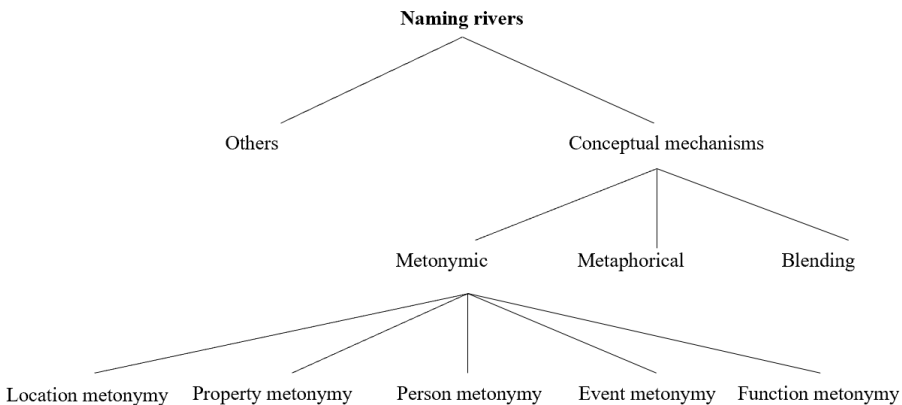 Naming rivers
Others Conceptual mechanisms
Metonymic Metaphorical Blending
Location metonymy Property metonymy Person metonymy Event metonymy Function metonymy